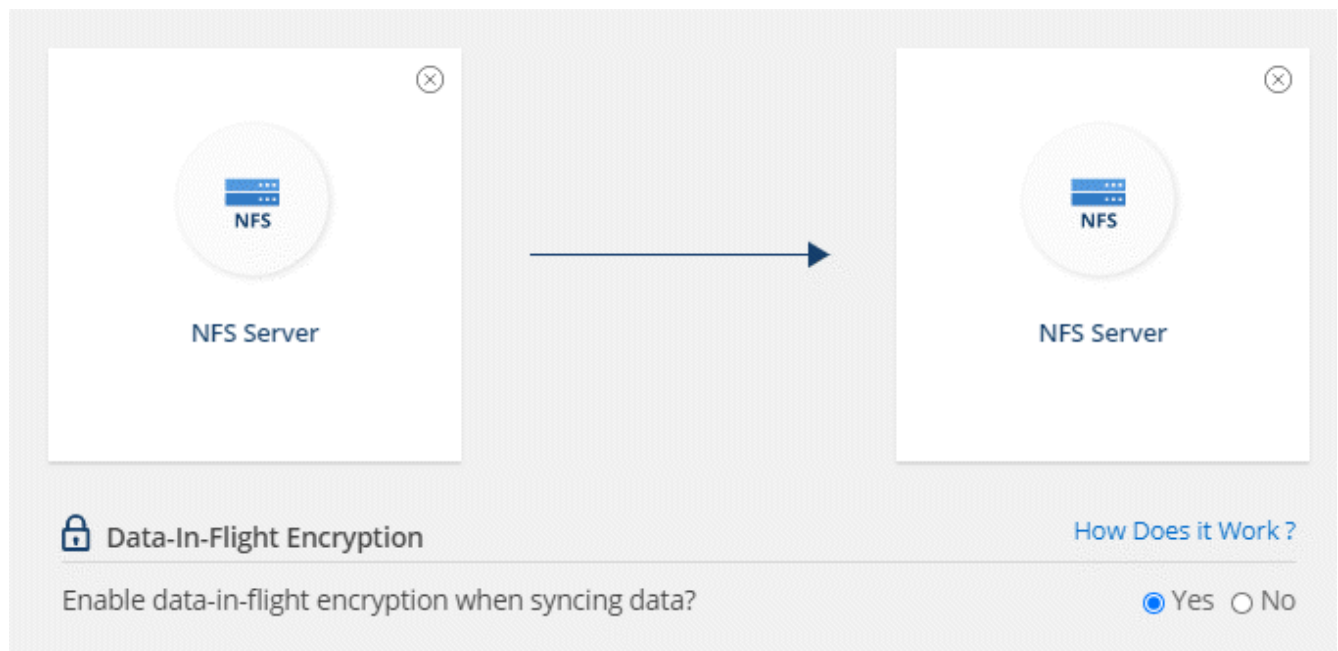 NFS
NFS Server
NFS
NFS Server
Data-In-Flight Encryption
How Does it Work ?
Enable data-in-flight encryption when syncing data?
Yes
No